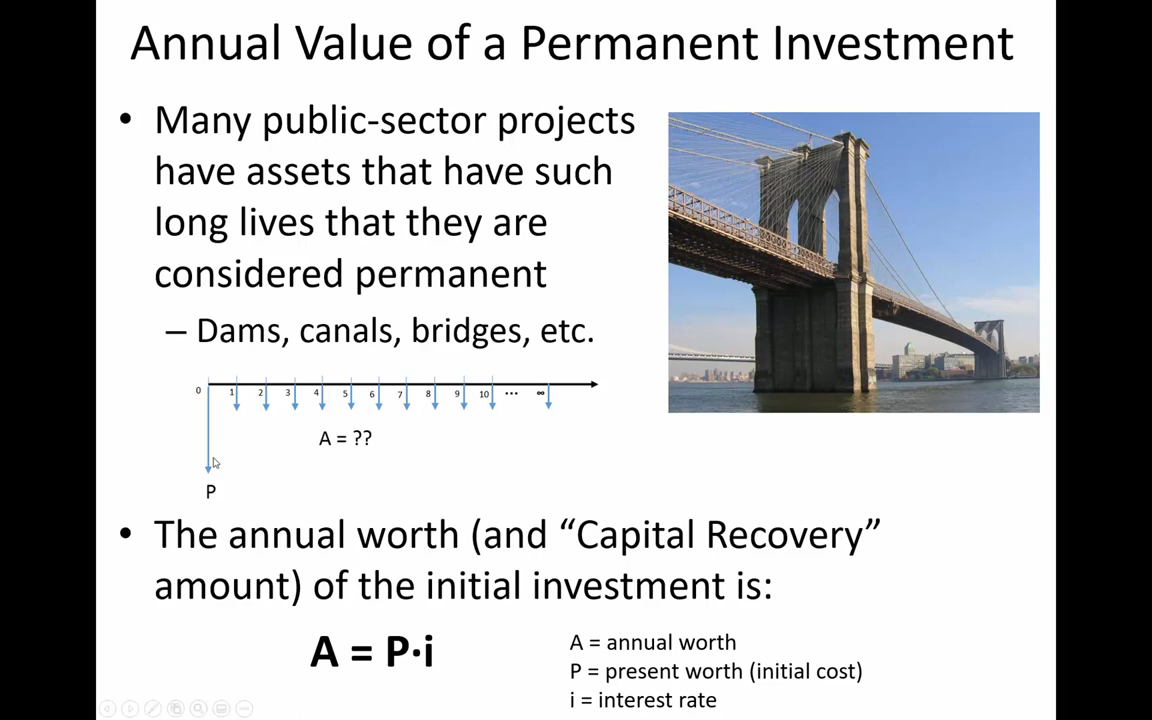 Annual Value of a Permanent Investment
• Many public-sector projects
have assets that have such
long lives that they are
considered permanent
– Dams, canals, bridges, etc.
0 1 2 3 4 5 6 7 8 9 10 ... ∞
A = ??
P
• The annual worth (and “Capital Recovery”
amount) of the initial investment is:
A = P·i
A = annual worth
P = present worth (initial cost)
i = interest rate